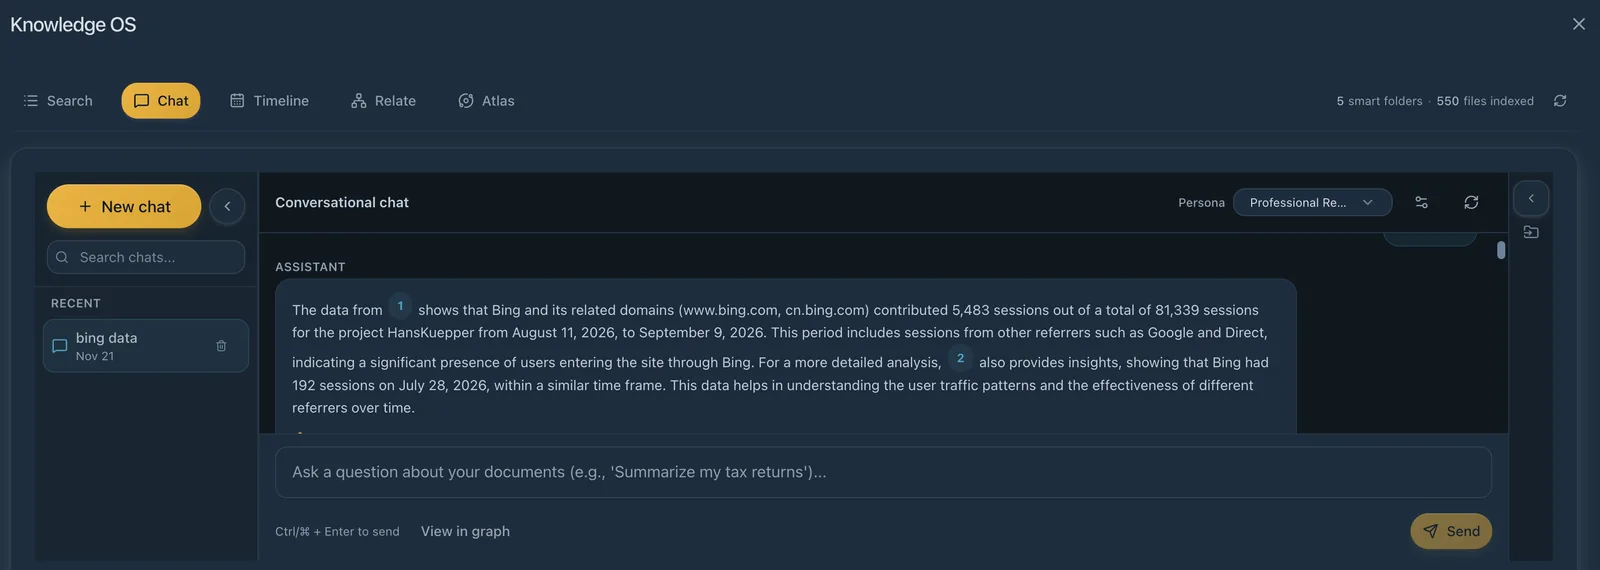 Knowledge OS
Search
Chat
Timeline
Relate
Atlas
5 smart folders · 550 files indexed
+ New chat
Search chats...
RECENT
bing data
Nov 21
Conversational chat
Persona
Professional Re...
ASSISTANT
The data from 1 shows that Bing and its related domains (www.bing.com, cn.bing.com) contributed 5,483 sessions out of a total of 81,339 sessions
for the project HansKuepper from August 11, 2026, to September 9, 2026. This period includes sessions from other referrers such as Google and Direct,
indicating a significant presence of users entering the site through Bing. For a more detailed analysis, 2 also provides insights, showing that Bing had
192 sessions on July 28, 2026, within a similar time frame. This data helps in understanding the user traffic patterns and the effectiveness of different
referrers over time.
Ask a question about your documents (e.g., 'Summarize my tax returns')...
Ctrl/⌘ + Enter to send
View in graph
Send